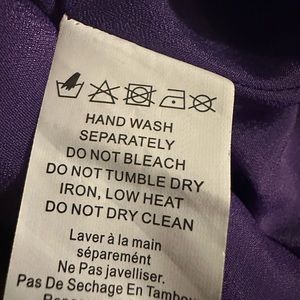 HAND WASH
SEPARATELY
DO NOT BLEACH
DO NOT TUMBLE DRY
IRON, LOW HEAT
DO NOT DRY CLEAN
Laver à la main
séparément
Ne Pas javelliser.
Pas De Sechage En Tambou